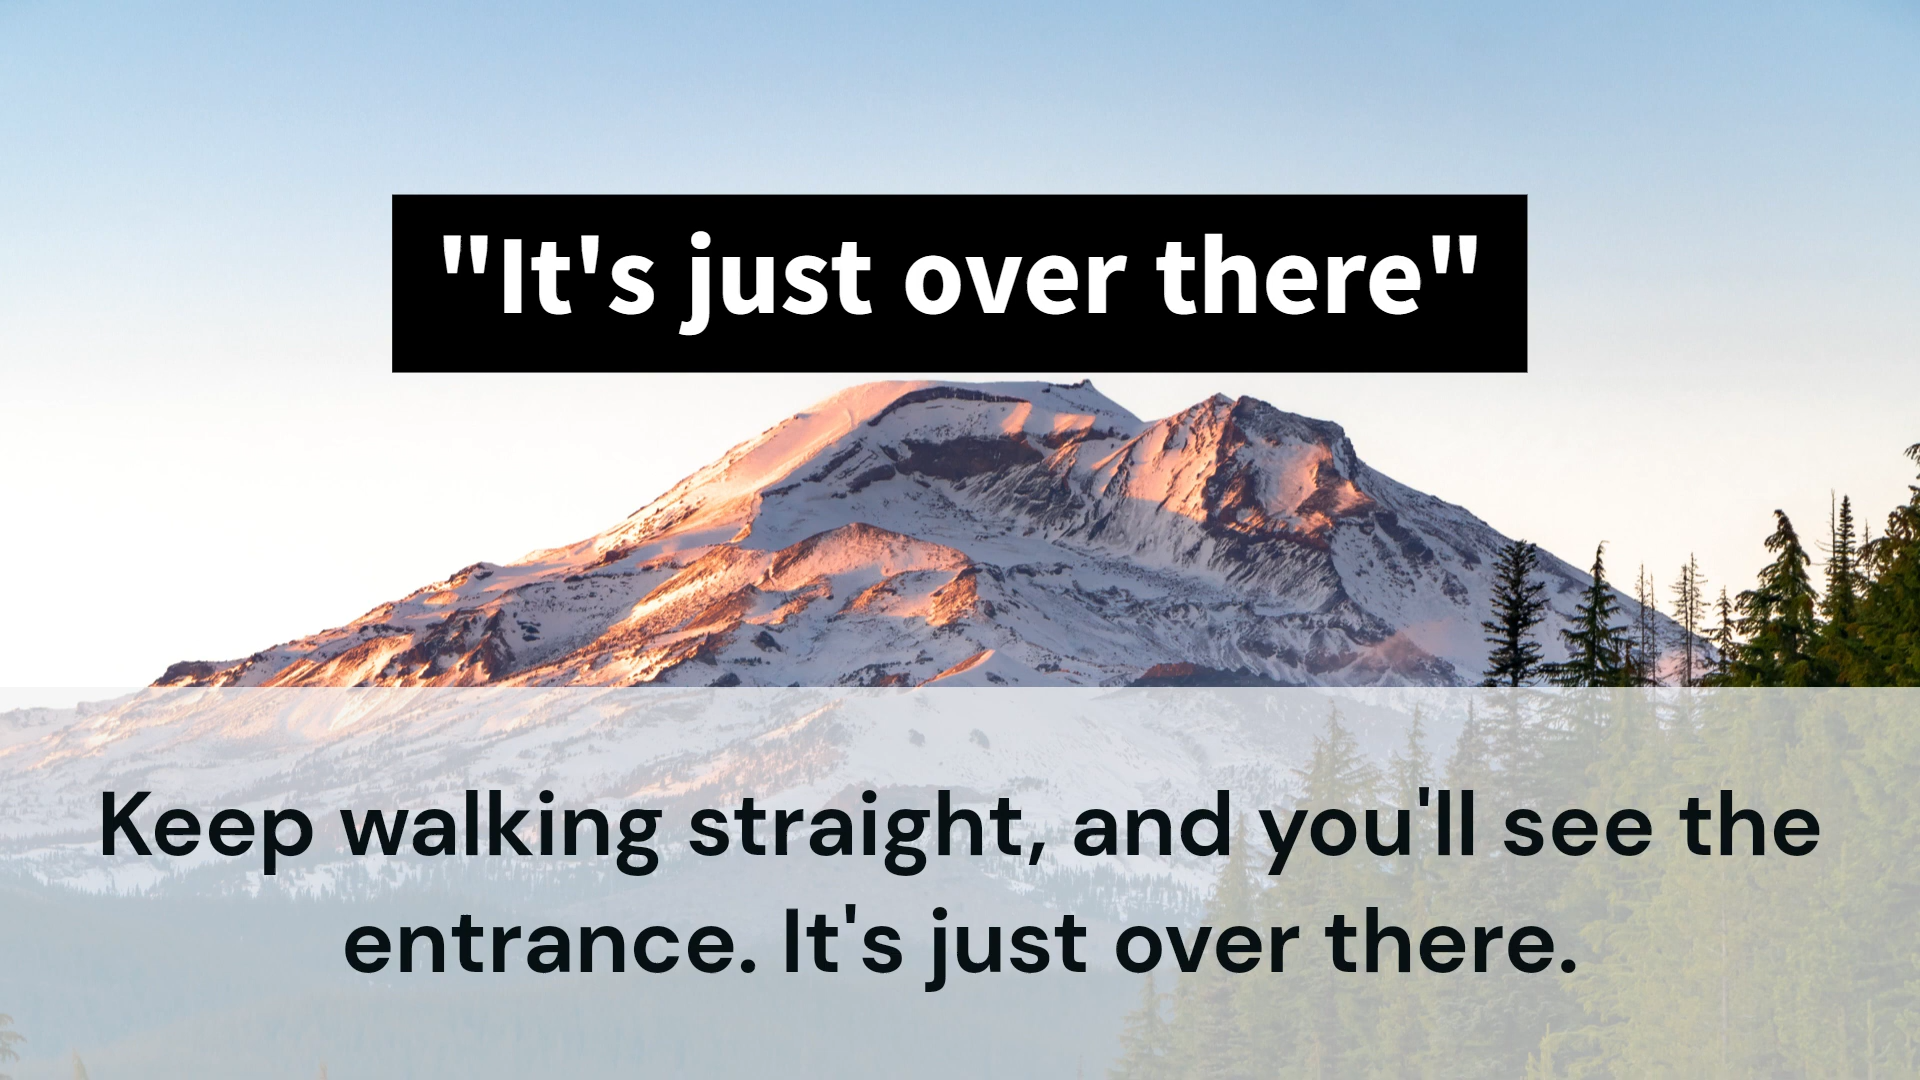 "It's just over there"
Keep walking straight, and you'll see the
entrance. It's just over there.